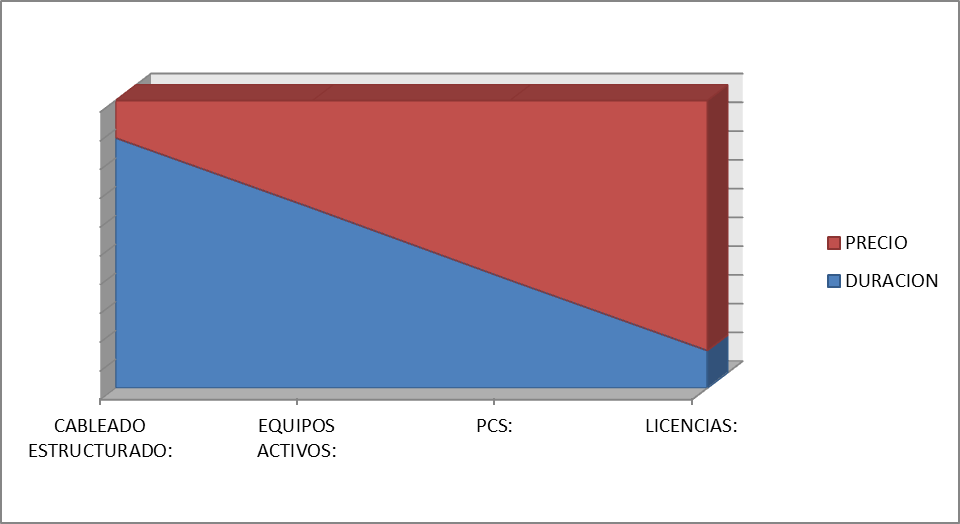 PRECIO
DURACION
CABLEADO
ESTRUCTURADO:
EQUIPOS
ACTIVOS:
PCS:
LICENCIAS: